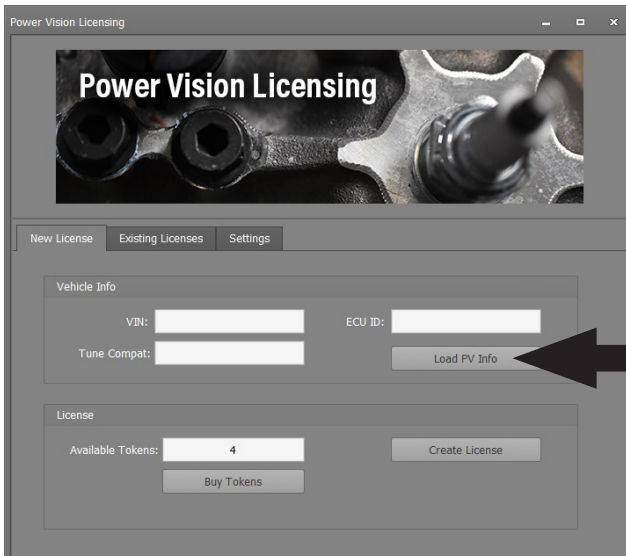 Power Vision Licensing
Power Vision Licensing
New License Existing Licenses Settings
Vehicle Info
VIN: ECU ID:
Tune Compat: Load PV Info
License
Available Tokens: 4 Create License
Buy Tokens